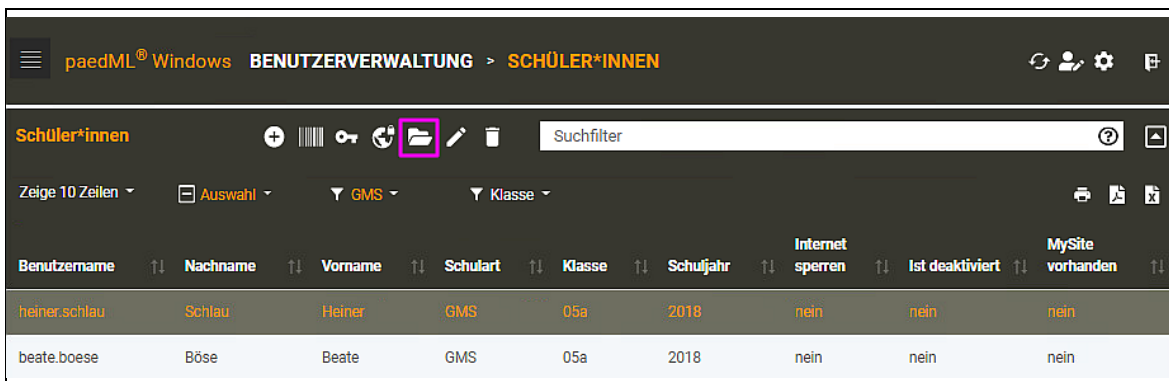 paedML® Windows BENUTZERVERWALTUNG > SCHÜLER*INNEN
Schüler*innen Suchfilter
Zeige 10 Zeilen Auswahl GMS Klasse
Benutzername Nachname Vorname Schulart Klasse Schuljahr Internet sperren Ist deaktiviert MySite vorhanden
heiner.schlau Schlau Heiner GMS 05a 2018 nein nein nein
beate.boese Böse Beate GMS 05a 2018 nein nein nein